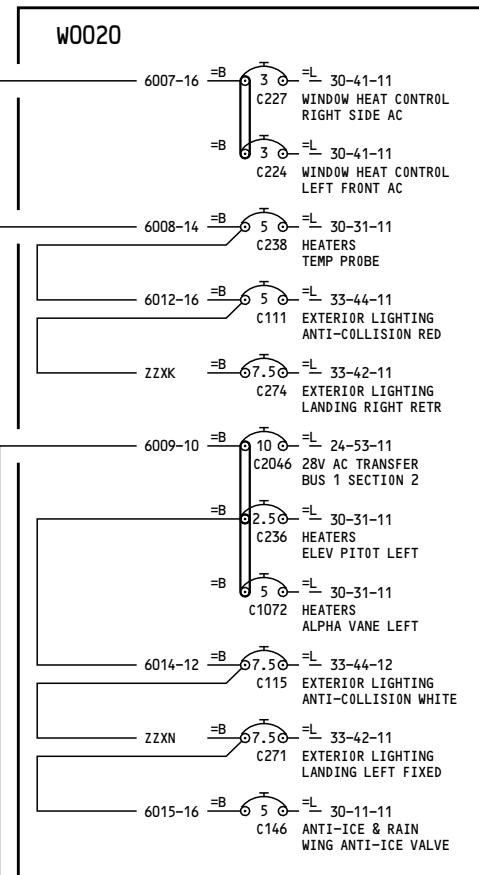 W0020
6007-16 =B 3 =L 30-41-11
C227 WINDOW HEAT CONTROL
RIGHT SIDE AC
=B 3 =L 30-41-11
C224 WINDOW HEAT CONTROL
LEFT FRONT AC
6008-14 =B 5 =L 30-31-11
C238 HEATERS
TEMP PROBE
6012-16 =B 5 =L 33-44-11
C111 EXTERIOR LIGHTING
ANTI-COLLISION RED
ZZXK =B 7.5 =L 33-42-11
C274 EXTERIOR LIGHTING
LANDING RIGHT RETR
6009-10 =B 10 =L 24-53-11
C2046 28V AC TRANSFER
BUS 1 SECTION 2
=B 2.5 =L 30-31-11
C236 HEATERS
ELEV PITOT LEFT
=B 5 =L 30-31-11
C1072 HEATERS
ALPHA VANE LEFT
6014-12 =B 7.5 =L 33-44-12
C115 EXTERIOR LIGHTING
ANTI-COLLISION WHITE
ZZXN =B 7.5 =L 33-42-11
C271 EXTERIOR LIGHTING
LANDING LEFT FIXED
6015-16 =B 5 =L 30-11-11
C146 ANTI-ICE & RAIN
WING ANTI-ICE VALVE